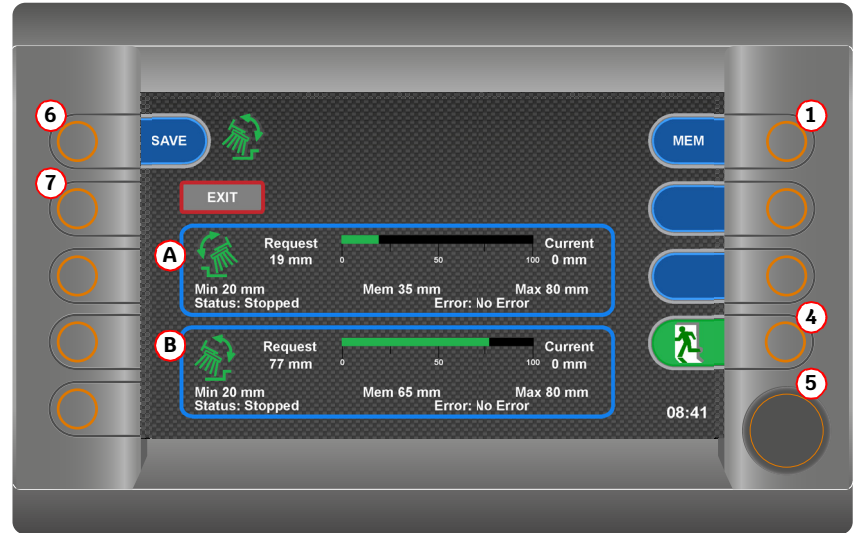 6
1
SAVE
MEM
7
EXIT
A
Request
19 mm
0
50
100
Current
0 mm
Min 20 mm
Mem 35 mm
Max 80 mm
Status: Stopped
Error: No Error
B
Request
77 mm
0
50
100
Current
0 mm
Min 20 mm
Mem 65 mm
Max 80 mm
Status: Stopped
Error: No Error
4
5
08:41